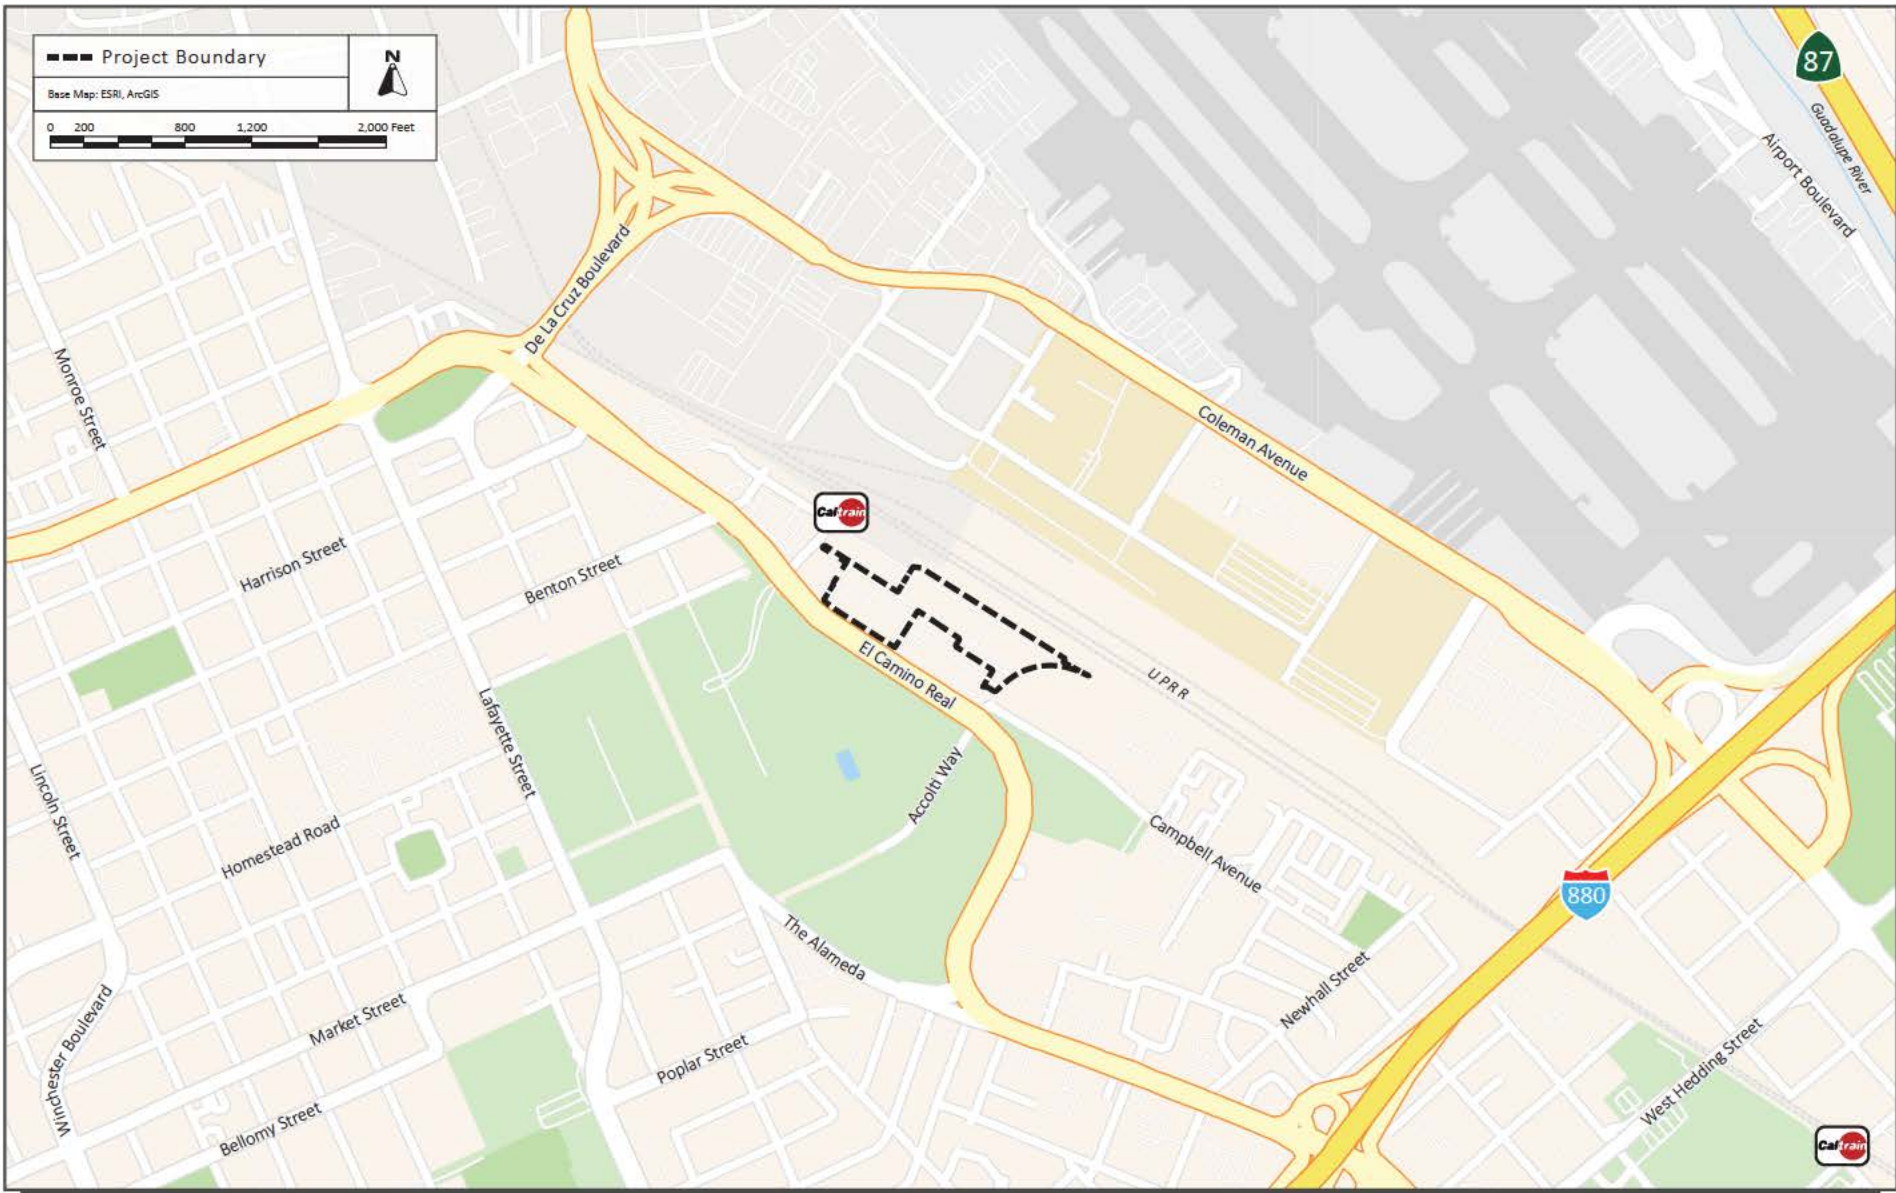 Project Boundary
N
Base Map: ESRI, ArcGIS
0 200 800 1,200 2,000 Feet
87
Guadalupe River
Airport Boulevard
De La Cruz Boulevard
Monroe Street
Coleman Avenue
Caltrain
Harrison Street
Benton Street
El Camino Real
UPRR
Lafayette Street
Accolti Way
Lincoln Street
Homestead Road
Campbell Avenue
880
The Alameda
Newhall Street
Winchester Boulevard
Market Street
Poplar Street
West Hedding Street
Bellomy Street
Caltrain